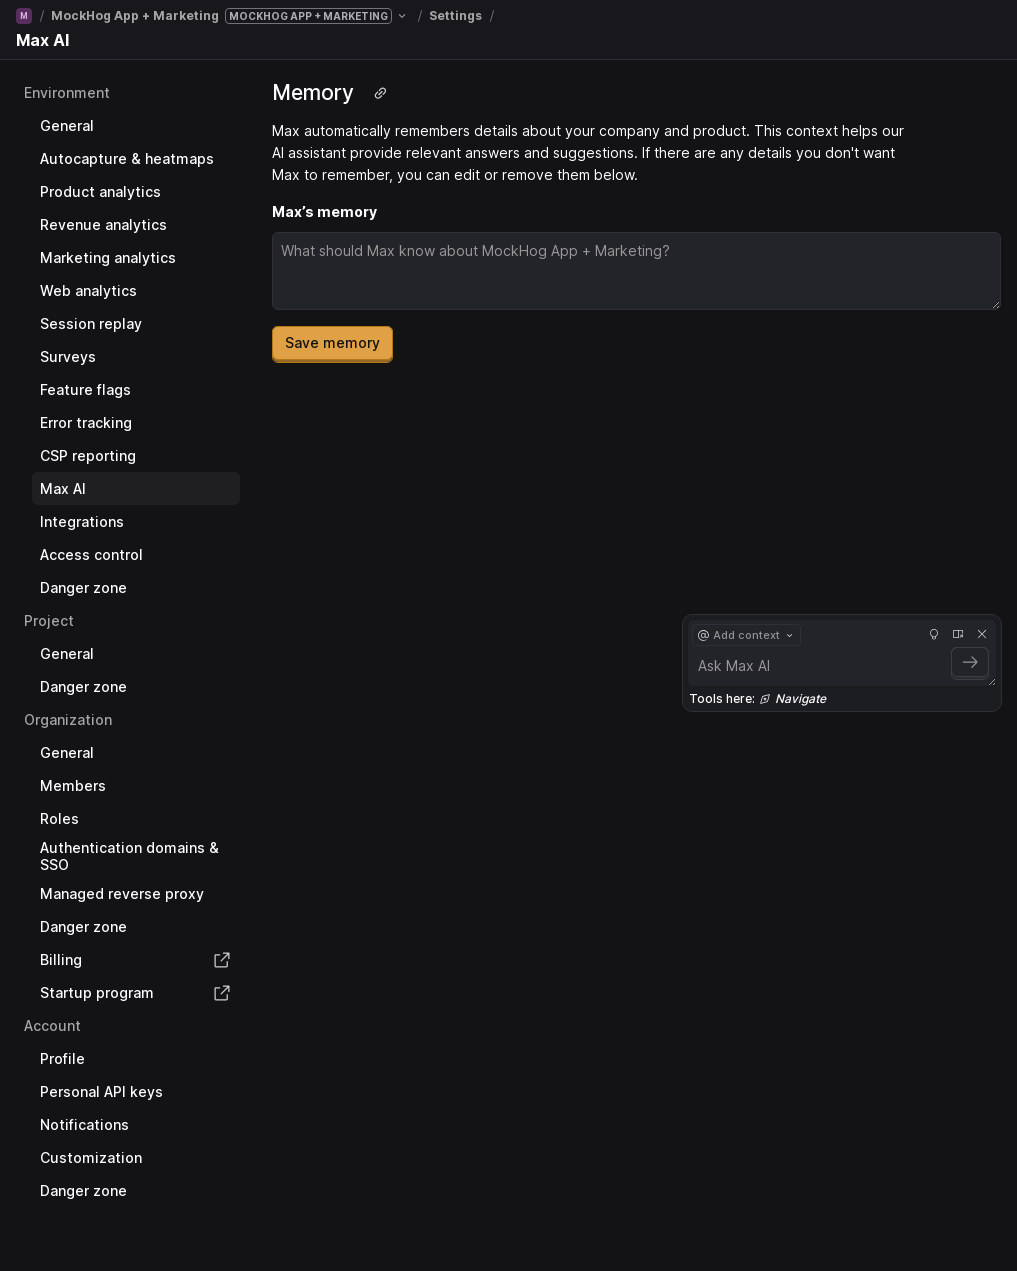 M / MockHog App + Marketing MOCKHOG APP + MARKETING / Settings /
Max AI
Environment
General
Autocapture & heatmaps
Product analytics
Revenue analytics
Marketing analytics
Web analytics
Session replay
Surveys
Feature flags
Error tracking
CSP reporting
Max AI
Integrations
Access control
Danger zone
Project
General
Danger zone
Organization
General
Members
Roles
Authentication domains &
SSO
Managed reverse proxy
Danger zone
Billing
Startup program
Account
Profile
Personal API keys
Notifications
Customization
Danger zone
Memory
Max automatically remembers details about your company and product. This context helps our
AI assistant provide relevant answers and suggestions. If there are any details you don't want
Max to remember, you can edit or remove them below.
Max’s memory
What should Max know about MockHog App + Marketing?
Save memory
@ Add context
Ask Max AI
Tools here: Navigate